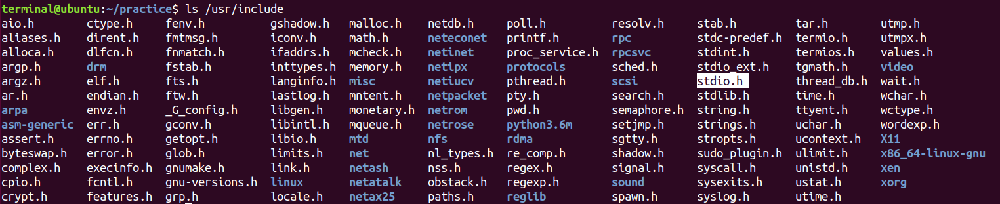 terminal@ubuntu:~/practice$ ls /usr/include
aio.h ctype.h fenv.h gshadow.h malloc.h netdb.h poll.h resolv.h stab.h tar.h utmp.h
aliases.h dirent.h fmtmsg.h iconv.h math.h neteconet printf.h rpc stdc-predef.h termio.h utmpx.h
alloca.h dlfcn.h fnmatch.h ifaddrs.h mcheck.h netinet proc_service.h rpcsvc stdint.h termios.h values.h
argp.h drm fstab.h inttypes.h memory.h netipx protocols sched.h stdio_ext.h tgmath.h video
argz.h elf.h fts.h langinfo.h misc netiucv pthread.h scsi stdio.h thread_db.h wait.h
ar.h endian.h ftw.h lastlog.h mntent.h netpacket pty.h search.h stdlib.h time.h wchar.h
arpa envz.h _G_config.h libgen.h monetary.h netrom pwd.h semaphore.h string.h ttyent.h wctype.h
asm-generic err.h gconv.h libintl.h mqueue.h netrose python3.6m setjmp.h strings.h uchar.h wordexp.h
assert.h errno.h getopt.h libio.h mtd nfs rdma sgtty.h stropts.h ucontext.h X11
byteswap.h error.h glob.h limits.h net nl_types.h re_comp.h shadow.h sudo_plugin.h ulimit.h x86_64-linux-gnu
complex.h execinfo.h gnumake.h link.h netash nss.h regex.h signal.h syscall.h unistd.h xen
cpio.h fcntl.h gnu-versions.h linux netatalk obstack.h regexp.h sound sysexits.h ustat.h xorg
crypt.h features.h grp.h locale.h netax25 paths.h reglib spawn.h syslog.h utime.h